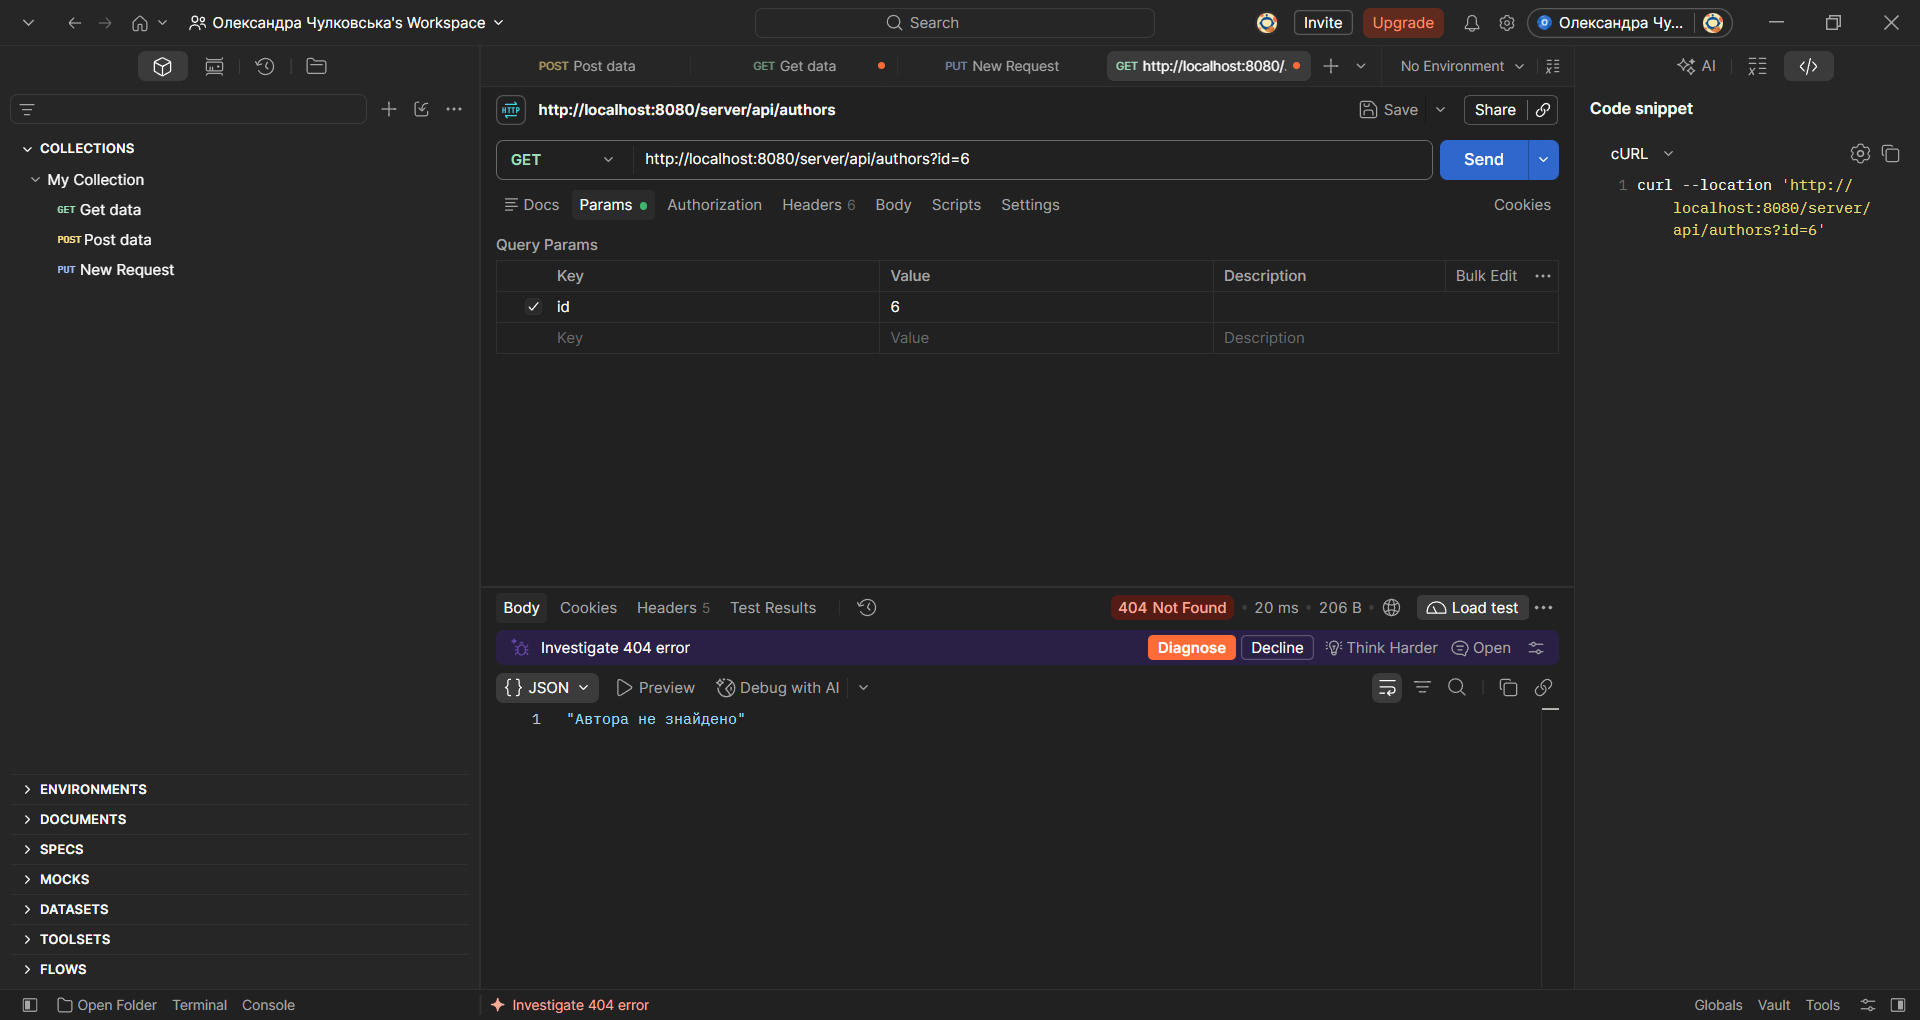 Олександра Чулковська's Workspace
Search
Invite
Upgrade
Олександра Чу...
POST Post data
GET Get data
PUT New Request
GET http://localhost:8080/.
No Environment
AI
http://localhost:8080/server/api/authors
Save
Share
Code snippet
COLLECTIONS
My Collection
GET Get data
POST Post data
PUT New Request
GET
http://localhost:8080/server/api/authors?id=6
Send
cURL
1 curl --location 'http://
localhost:8080/server/
api/authors?id=6'
Docs
Params
Authorization
Headers 6
Body
Scripts
Settings
Cookies
Query Params
Key Value Description Bulk Edit
id 6
Key Value Description
Body
Cookies
Headers 5
Test Results
404 Not Found • 20 ms • 206 B
Load test
Investigate 404 error
Diagnose
Decline
Think Harder
Open
{} JSON
Preview
Debug with AI
1 "Автора не знайдено"
ENVIRONMENTS
DOCUMENTS
SPECS
MOCKS
DATASETS
TOOLSETS
FLOWS
Open Folder
Terminal
Console
Investigate 404 error
Globals
Vault
Tools